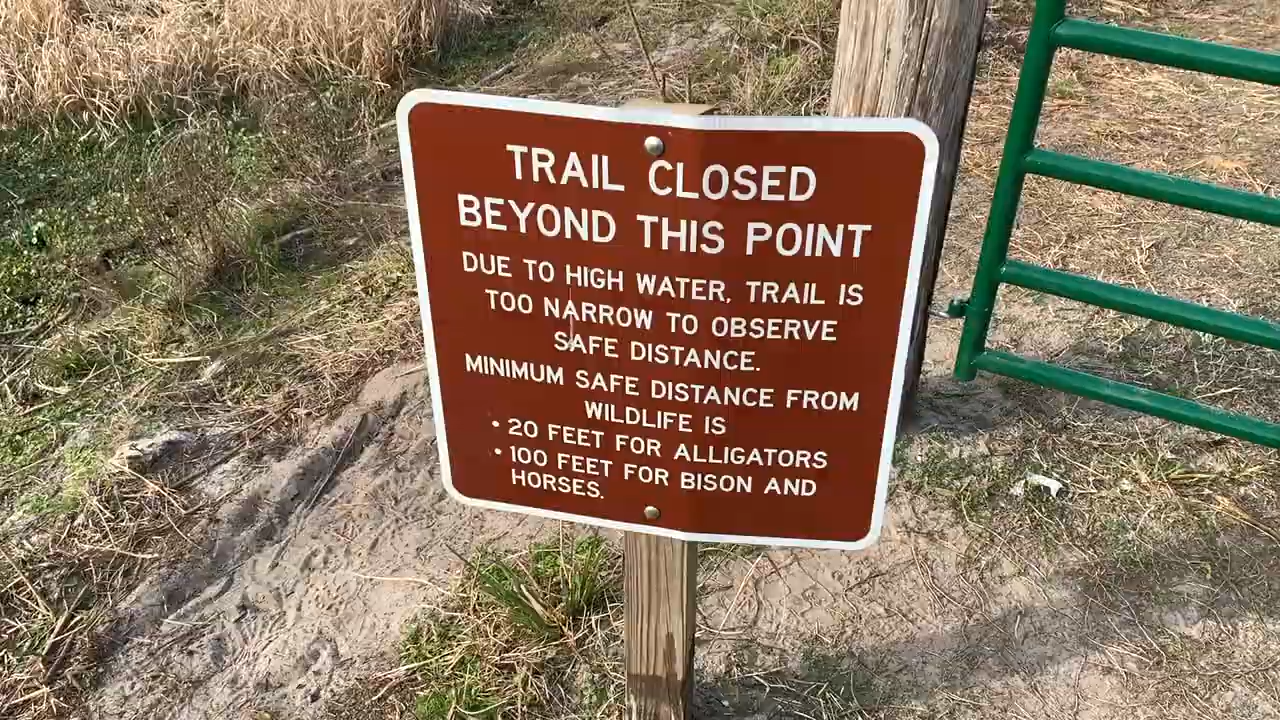 TRAIL CLOSED
BEYOND THIS POINT
DUE TO HIGH WATER, TRAIL IS
TOO NARROW TO OBSERVE
SAFE DISTANCE.
MINIMUM SAFE DISTANCE FROM
WILDLIFE IS
• 20 FEET FOR ALLIGATORS
• 100 FEET FOR BISON AND
HORSES.